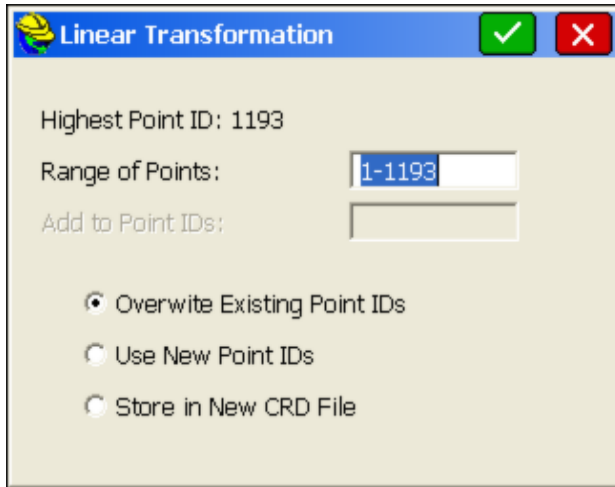 Linear Transformation
Highest Point ID: 1193
Range of Points: 1-1193
Add to Point IDs:
Overwite Existing Point IDs
Use New Point IDs
Store in New CRD File